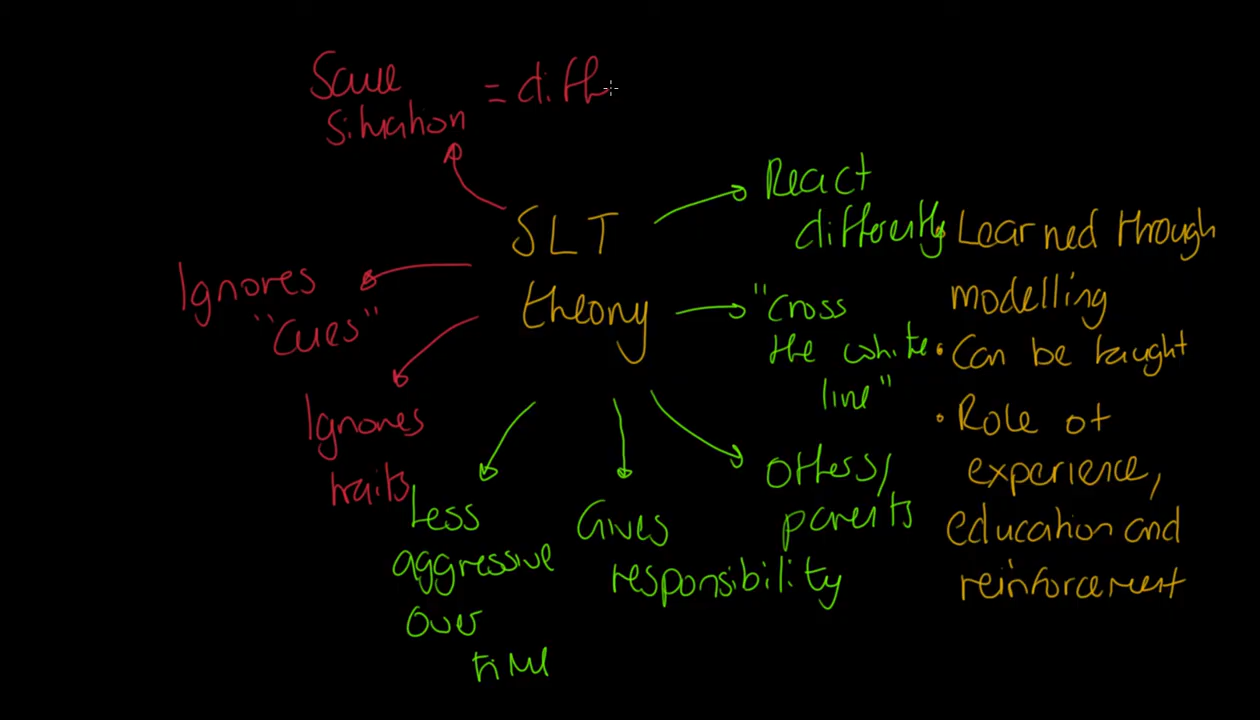 Same
Situation
= diff
SLT
theory
Ignores
"cues"
Ignores
traits
Less
aggressive
over
time
Gives
responsibility
React
differently
"Cross
the white
line"
Others/
parents
• Learned through
modelling
• Can be taught
• Role of
experience,
education and
reinforcement